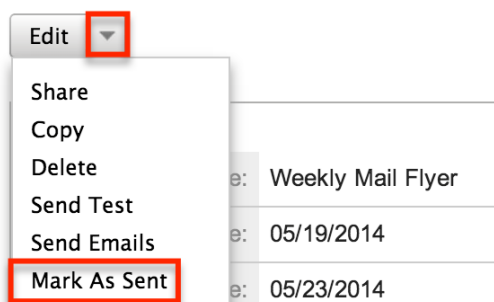 Edit
Share
Copy
Delete
e: Weekly Mail Flyer
Send Test
Send Emails
e: 05/19/2014
Mark As Sent
e: 05/23/2014